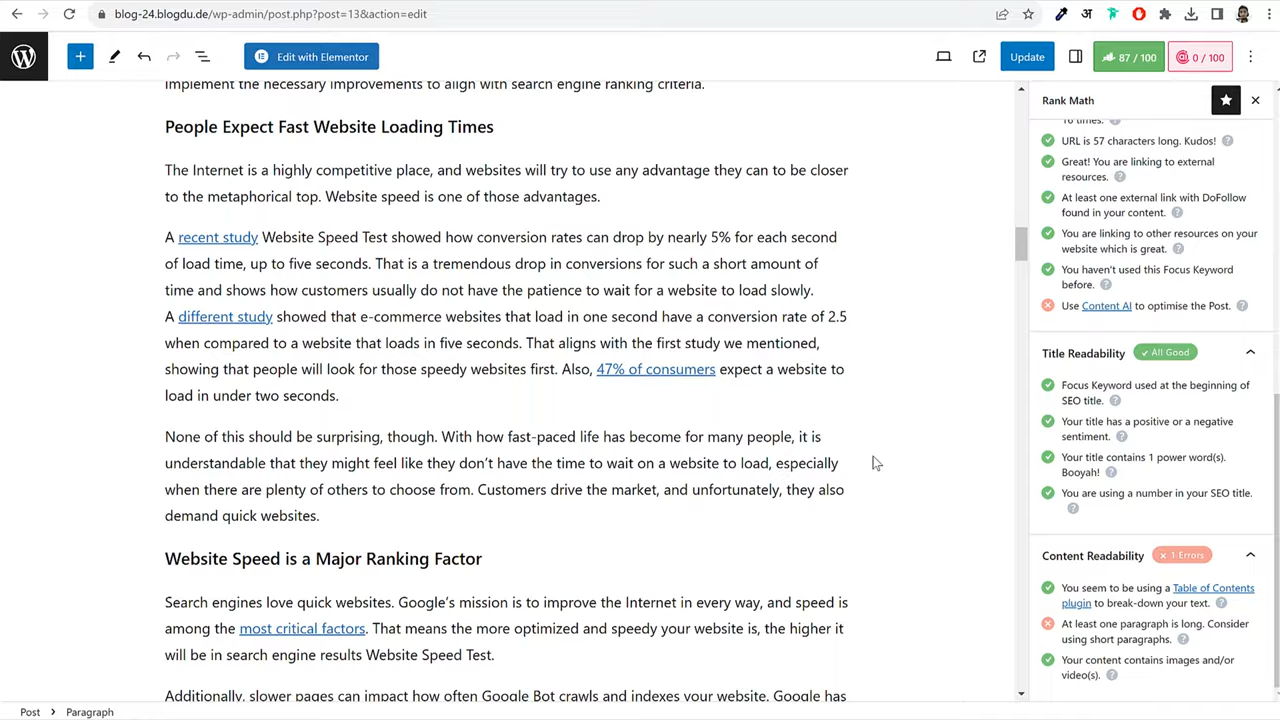 blog-24.blogdu.de/wp-admin/post.php?post=13&action=edit
अ
W
+
Edit with Elementor
Update
87 / 100
0 / 100
implement the necessary improvements to align with search engine ranking criteria.
People Expect Fast Website Loading Times
The Internet is a highly competitive place, and websites will try to use any advantage they can to be closer
to the metaphorical top. Website speed is one of those advantages.
A recent study Website Speed Test showed how conversion rates can drop by nearly 5% for each second
of load time, up to five seconds. That is a tremendous drop in conversions for such a short amount of
time and shows how customers usually do not have the patience to wait for a website to load slowly.
A different study showed that e-commerce websites that load in one second have a conversion rate of 2.5
when compared to a website that loads in five seconds. That aligns with the first study we mentioned,
showing that people will look for those speedy websites first. Also, 47% of consumers expect a website to
load in under two seconds.
None of this should be surprising, though. With how fast-paced life has become for many people, it is
understandable that they might feel like they don't have the time to wait on a website to load, especially
when there are plenty of others to choose from. Customers drive the market, and unfortunately, they also
demand quick websites.
Website Speed is a Major Ranking Factor
Search engines love quick websites. Google's mission is to improve the Internet in every way, and speed is
among the most critical factors. That means the more optimized and speedy your website is, the higher it
will be in search engine results Website Speed Test.
Additionally, slower pages can impact how often Google Bot crawls and indexes your website. Google has
Rank Math
16 times. ?
URL is 57 characters long. Kudos! ?
Great! You are linking to external
resources. ?
At least one external link with DoFollow
found in your content. ?
You are linking to other resources on your
website which is great. ?
You haven't used this Focus Keyword
before. ?
Use Content AI to optimise the Post. ?
Title Readability All Good
Focus Keyword used at the beginning of
SEO title. ?
Your title has a positive or a negative
sentiment. ?
Your title contains 1 power word(s).
Booyah! ?
You are using a number in your SEO title.
?
Content Readability × 1 Errors
You seem to be using a Table of Contents
plugin to break-down your text. ?
At least one paragraph is long. Consider
using short paragraphs. ?
Your content contains images and/or
video(s). ?
Post > Paragraph